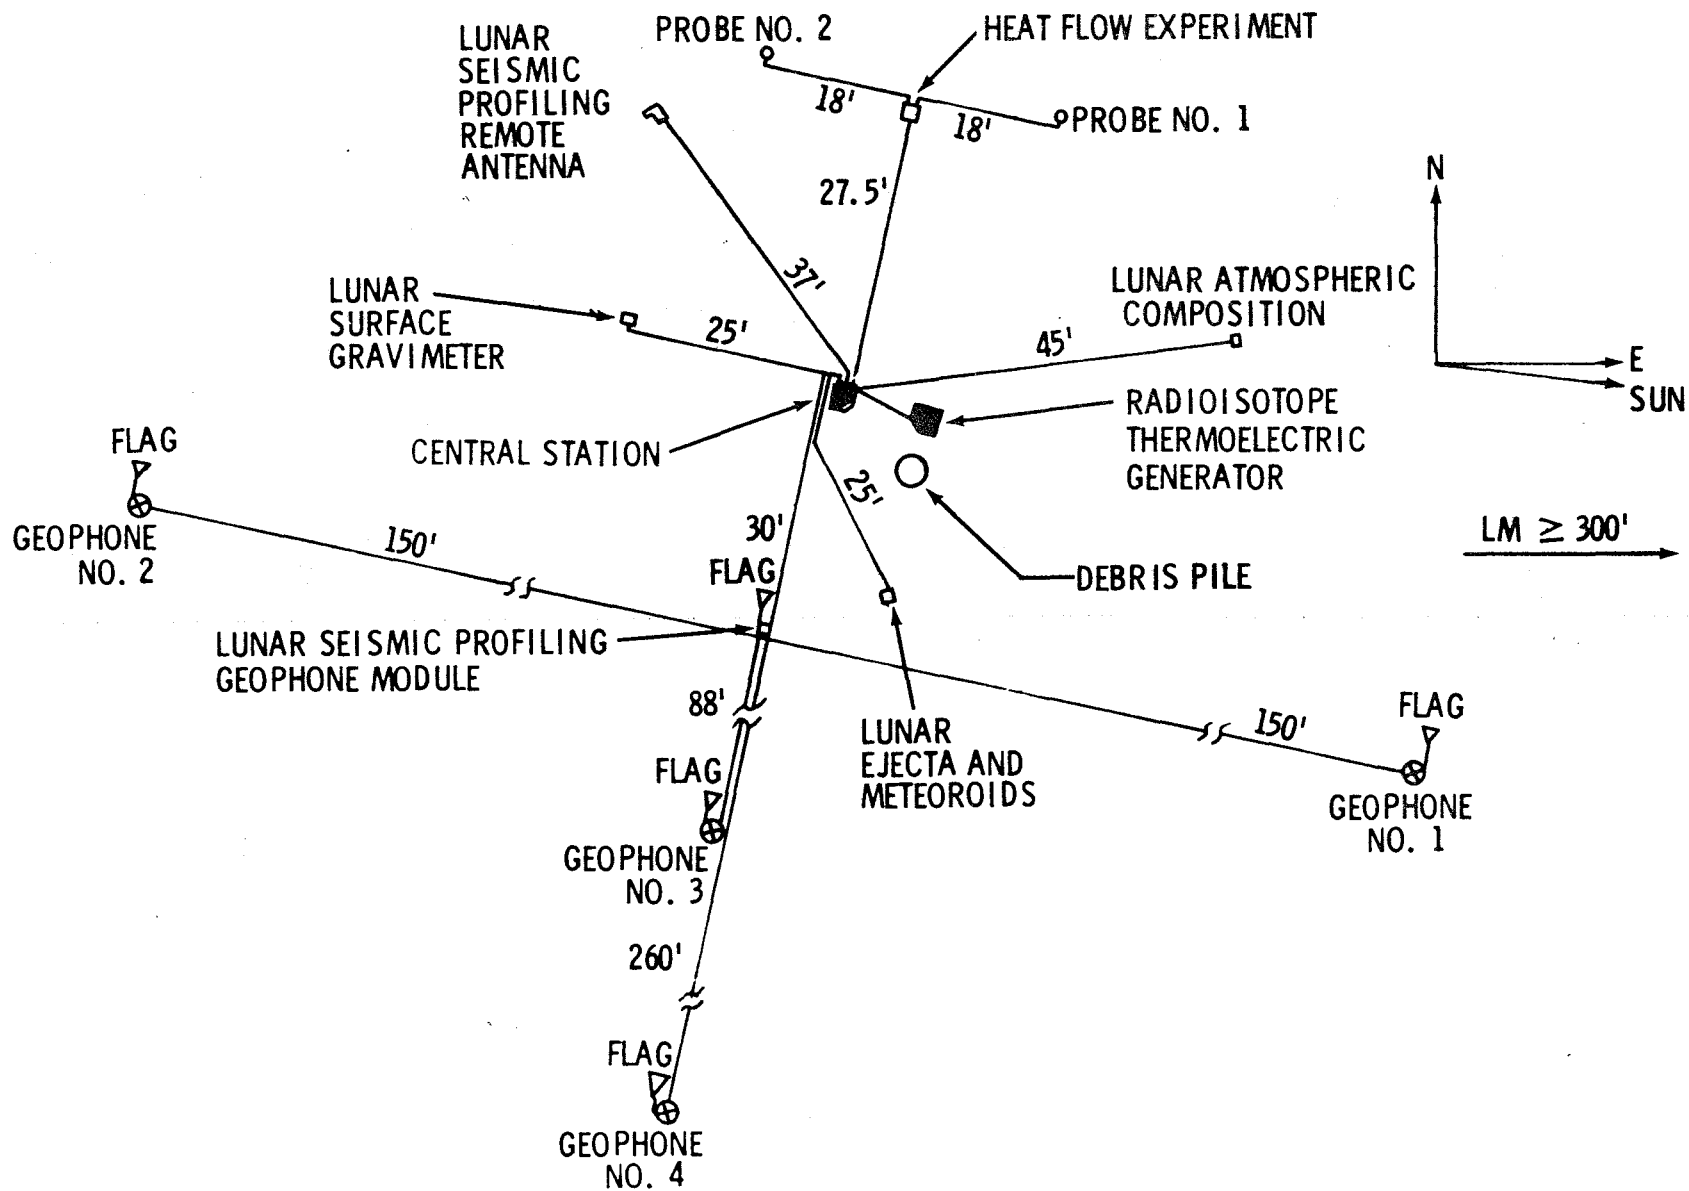 LUNAR
SEISMIC
PROFILING
REMOTE
ANTENNA
PROBE NO. 2
HEAT FLOW EXPERIMENT
18'
18'
PROBE NO. 1
27.5'
37'
N
E
SUN
LUNAR
SURFACE
GRAVIMETER
25'
LUNAR ATMOSPHERIC
COMPOSITION
45'
CENTRAL STATION
RADIOISOTOPE
THERMOELECTRIC
GENERATOR
FLAG
GEOPHONE
NO. 2
150'
30'
25'
FLAG
DEBRIS PILE
LM ≥ 300'
LUNAR SEISMIC PROFILING
GEOPHONE MODULE
88'
LUNAR
EJECTA AND
METEOROIDS
150'
FLAG
GEOPHONE
NO. 1
FLAG
GEOPHONE
NO. 3
260'
FLAG
GEOPHONE
NO. 4